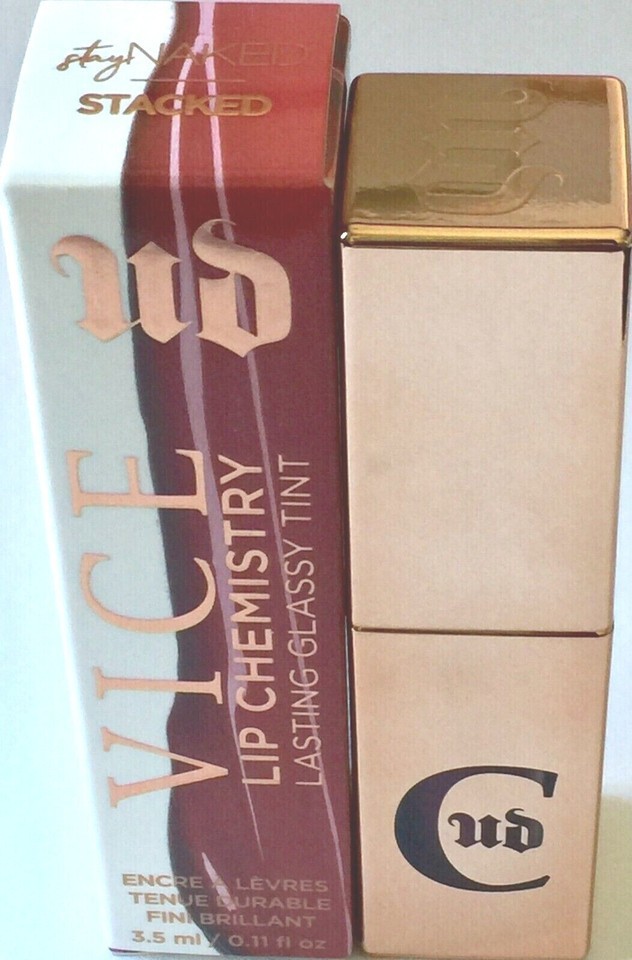 stayNAKED
STACKED
ud
VICE
LIP CHEMISTRY
LASTING GLASSY TINT
ENCRE À LÈVRES
TENUE DURABLE
FINI BRILLANT
3.5 ml / 0.11 fl oz
ud
C
ud